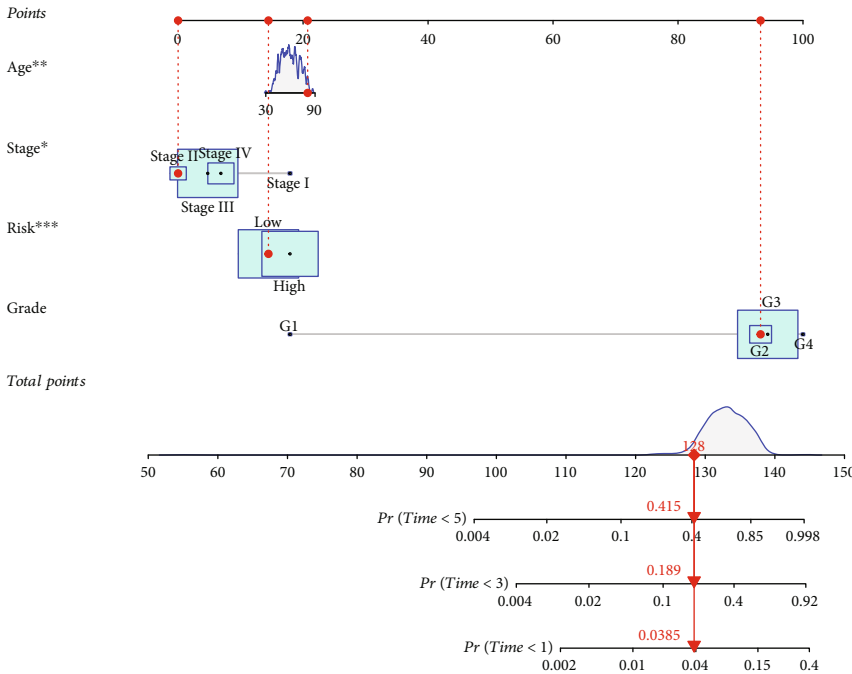 Points
0 20 40 60 80 100
Age**
30 90
Stage*
Stage II Stage IV
Stage I
Stage III
Risk***
Low
High
Grade
G3
G1
G2 G4
Total points
128
50 60 70 80 90 100 110 120 130 140 150
0.415
Pr (Time < 5)
0.004 0.02 0.1 0.4 0.85 0.998
0.189
Pr (Time < 3)
0.004 0.02 0.1 0.4 0.92
0.0385
Pr (Time < 1)
0.002 0.01 0.04 0.15 0.4